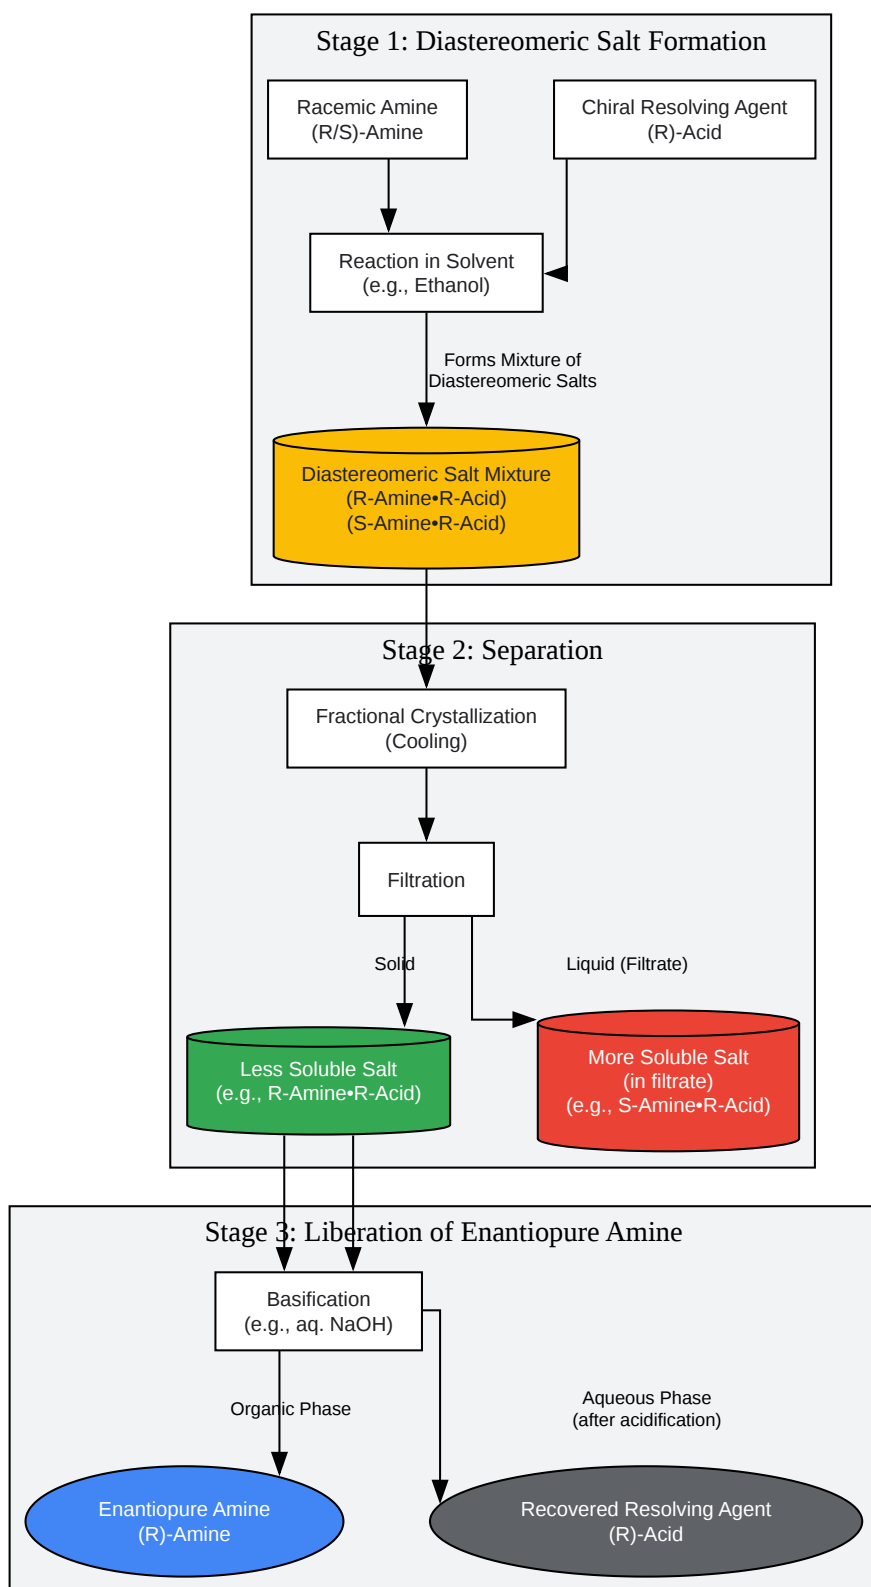 Stage 1: Diastereomeric Salt Formation
Racemic Amine
(R/S)-Amine
Chiral Resolving Agent
(R)-Acid
Reaction in Solvent
(e.g., Ethanol)
Forms Mixture of
Diastereomeric Salts
Diastereomeric Salt Mixture
(R-Amine•R-Acid)
(S-Amine•R-Acid)
Stage 2: Separation
Fractional Crystallization
(Cooling)
Filtration
Solid
Liquid (Filtrate)
Less Soluble Salt
(e.g., R-Amine•R-Acid)
More Soluble Salt
(in filtrate)
(e.g., S-Amine•R-Acid)
Stage 3: Liberation of Enantiopure Amine
Basification
(e.g., aq. NaOH)
Organic Phase
Aqueous Phase
(after acidification)
Enantiopure Amine
(R)-Amine
Recovered Resolving Agent
(R)-Acid